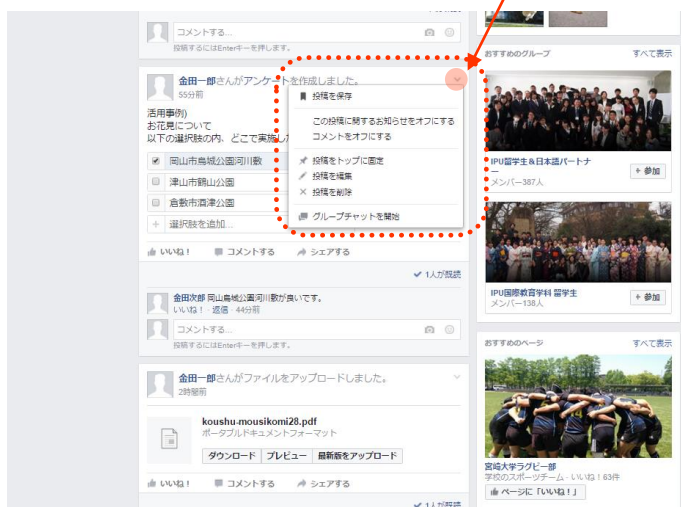 コメントする...
投稿するにはEnterキーを押します。
金田一郎さんがアンケートを作成しました。
55分前
活用事例)
お花見について
以下の選択肢の内、どこで実施した
岡山市烏城公園河川敷
津山市鶴山公園
倉敷市酒津公園
+ 選択肢を追加...
いいね! コメントする シェアする
1人が既読
投稿を保存
この投稿に関するお知らせをオフにする
コメントをオフにする
投稿をトップに固定
投稿を編集
投稿を削除
グループチャットを開始
金田次郎 岡山烏城公園河川敷が良いです。
いいね! · 返信 · 44分前
コメントする...
投稿するにはEnterキーを押します。
金田一郎さんがファイルをアップロードしました。
2時間前
koushu-mousikomi28.pdf
ポータブルドキュメントフォーマット
ダウンロード プレビュー 最新版をアップロード
いいね! コメントする シェアする
1人が既読
おすすめのグループ すべて表示
IPU留学生&日本語パートナ
ー
メンバー387人
+ 参加
IPU国際教育学科 留学生
メンバー138人
+ 参加
おすすめのページ すべて表示
宮崎大学ラグビー部
学校のスポーツチーム · いいね!63件
ページに「いいね!」